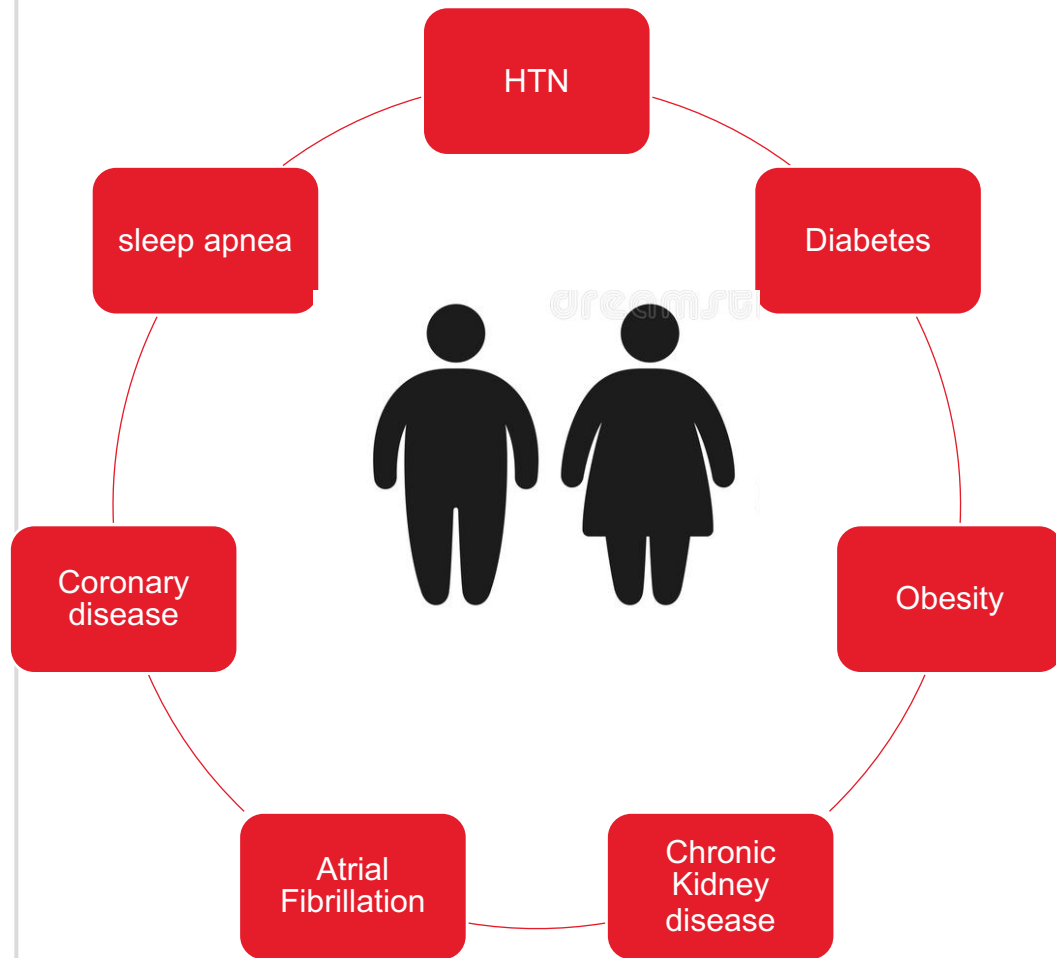 HTN
Diabetes
Obesity
Chronic
Kidney
disease
Atrial
Fibrillation
Coronary
disease
sleep apnea